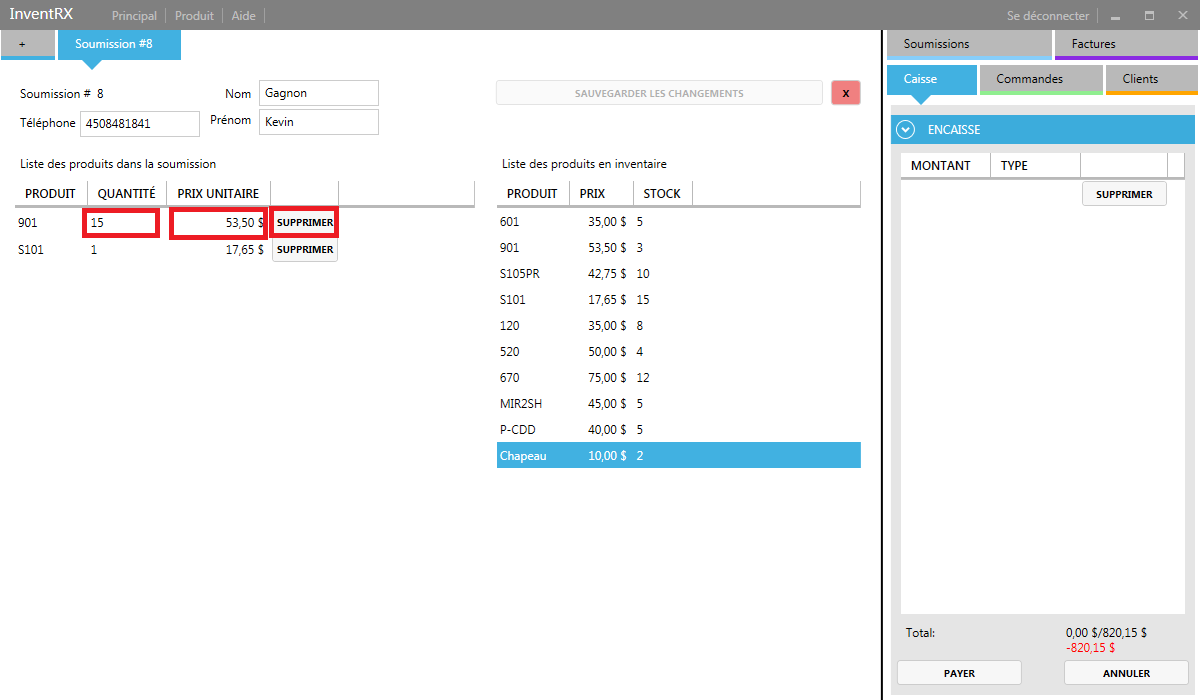 InventRX Principal Produit Aide Se déconnecter
+ Soumission #8 Soumissions Factures
Caisse Commandes Clients
Soumission # 8 Nom Gagnon SAUVEGARDER LES CHANGEMENTS X
Téléphone 4508481841 Prénom Kevin
ENCAISSE
Liste des produits dans la soumission Liste des produits en inventaire
MONTANT TYPE
PRODUIT QUANTITÉ PRIX UNITAIRE PRODUIT PRIX STOCK
SUPPRIMER
901 15 53,50 $ SUPPRIMER 601 35,00 $ 5
S101 1 17,65 $ SUPPRIMER 901 53,50 $ 3
S105PR 42,75 $ 10
S101 17,65 $ 15
120 35,00 $ 8
520 50,00 $ 4
670 75,00 $ 12
MIR2SH 45,00 $ 5
P-CDD 40,00 $ 5
Chapeau 10,00 $ 2
Total: 0,00 $/820,15 $
-820,15 $
PAYER ANNULER